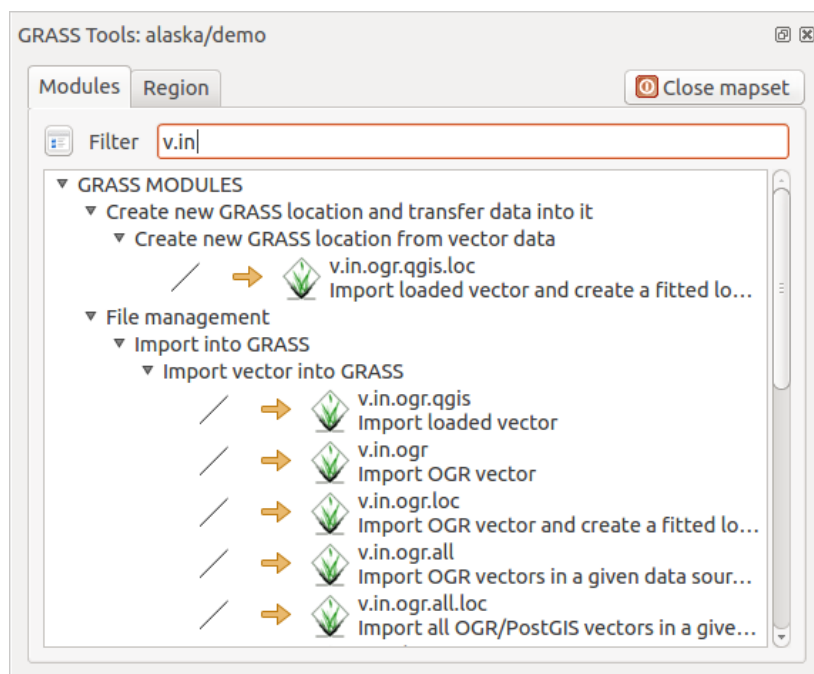 GRASS Tools: alaska/demo
Modules Region Close mapset
Filter v.in
GRASS MODULES
Create new GRASS location and transfer data into it
Create new GRASS location from vector data
v.in.ogr.qgis.loc
Import loaded vector and create a fitted lo...
File management
Import into GRASS
Import vector into GRASS
v.in.ogr.qgis
Import loaded vector
v.in.ogr
Import OGR vector
v.in.ogr.loc
Import OGR vector and create a fitted lo...
v.in.ogr.all
Import OGR vectors in a given data sour...
v.in.ogr.all.loc
Import all OGR/PostGIS vectors in a give...